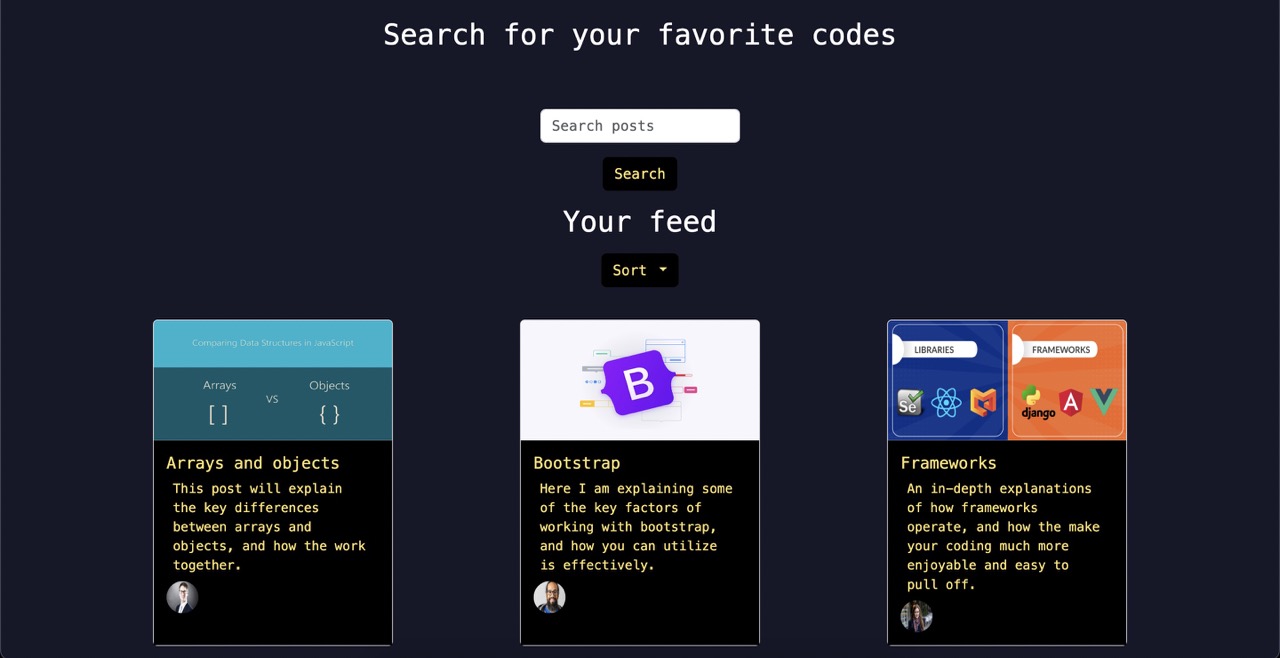 Search for your favorite codes
Search posts
Search
Your feed
Sort
Comparing Data Structures in JavaScript
Arrays
VS
Objects
[ ]
{ }
Arrays and objects
This post will explain
the key differences
between arrays and
objects, and how the work
together.
B
Bootstrap
Here I am explaining some
of the key factors of
working with bootstrap,
and how you can utilize
is effectively.
LIBRARIES
FRAMEWORKS
Se
django
A
Frameworks
An in-depth explanations
of how frameworks
operate, and how the make
your coding much more
enjoyable and easy to
pull off.